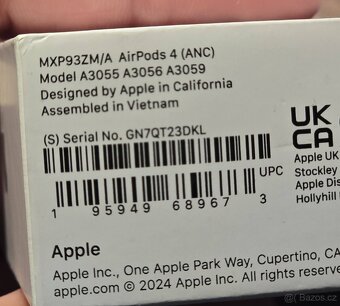 MXP93ZM/A AirPods 4 (ANC)
Model A3055 A3056 A3059
Designed by Apple in California
Assembled in Vietnam
(S) Serial No. GN7QT23DKL
UPC
1 95949 68967 3
UK
CA
Apple UK
Stockley
Apple Dis
Hollyhill
Apple
Apple Inc., One Apple Park Way, Cupertino, CA
apple.com © 2024 Apple Inc. All rights
Bazoš.cz